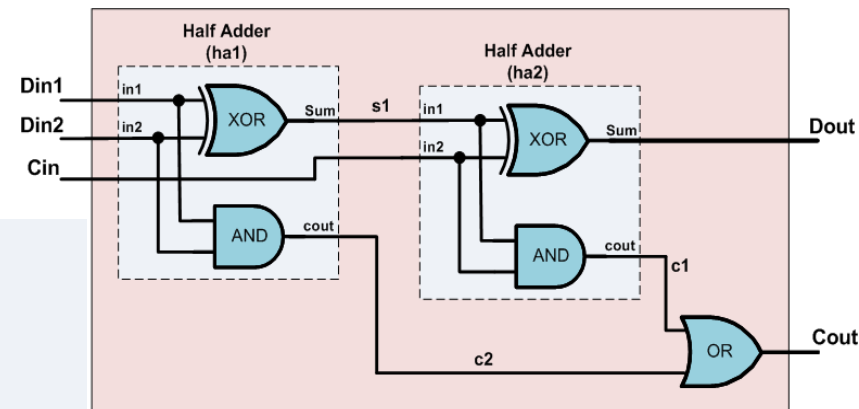 Half Adder
(ha1)
Half Adder
(ha2)
Din1
in1
XOR
Sum
s1
in1
XOR
Sum
Dout
Din2
in2
in2
Cin
AND
cout
AND
cout
c1
OR
Cout
c2